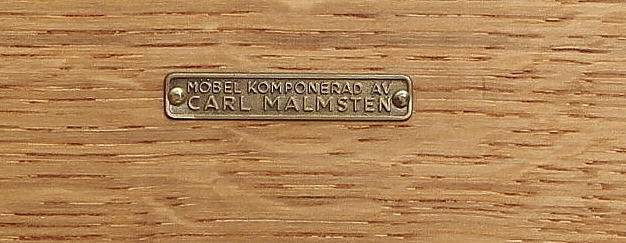 MÖBEL KOMPONERAD AV
CARL MALMSTEN